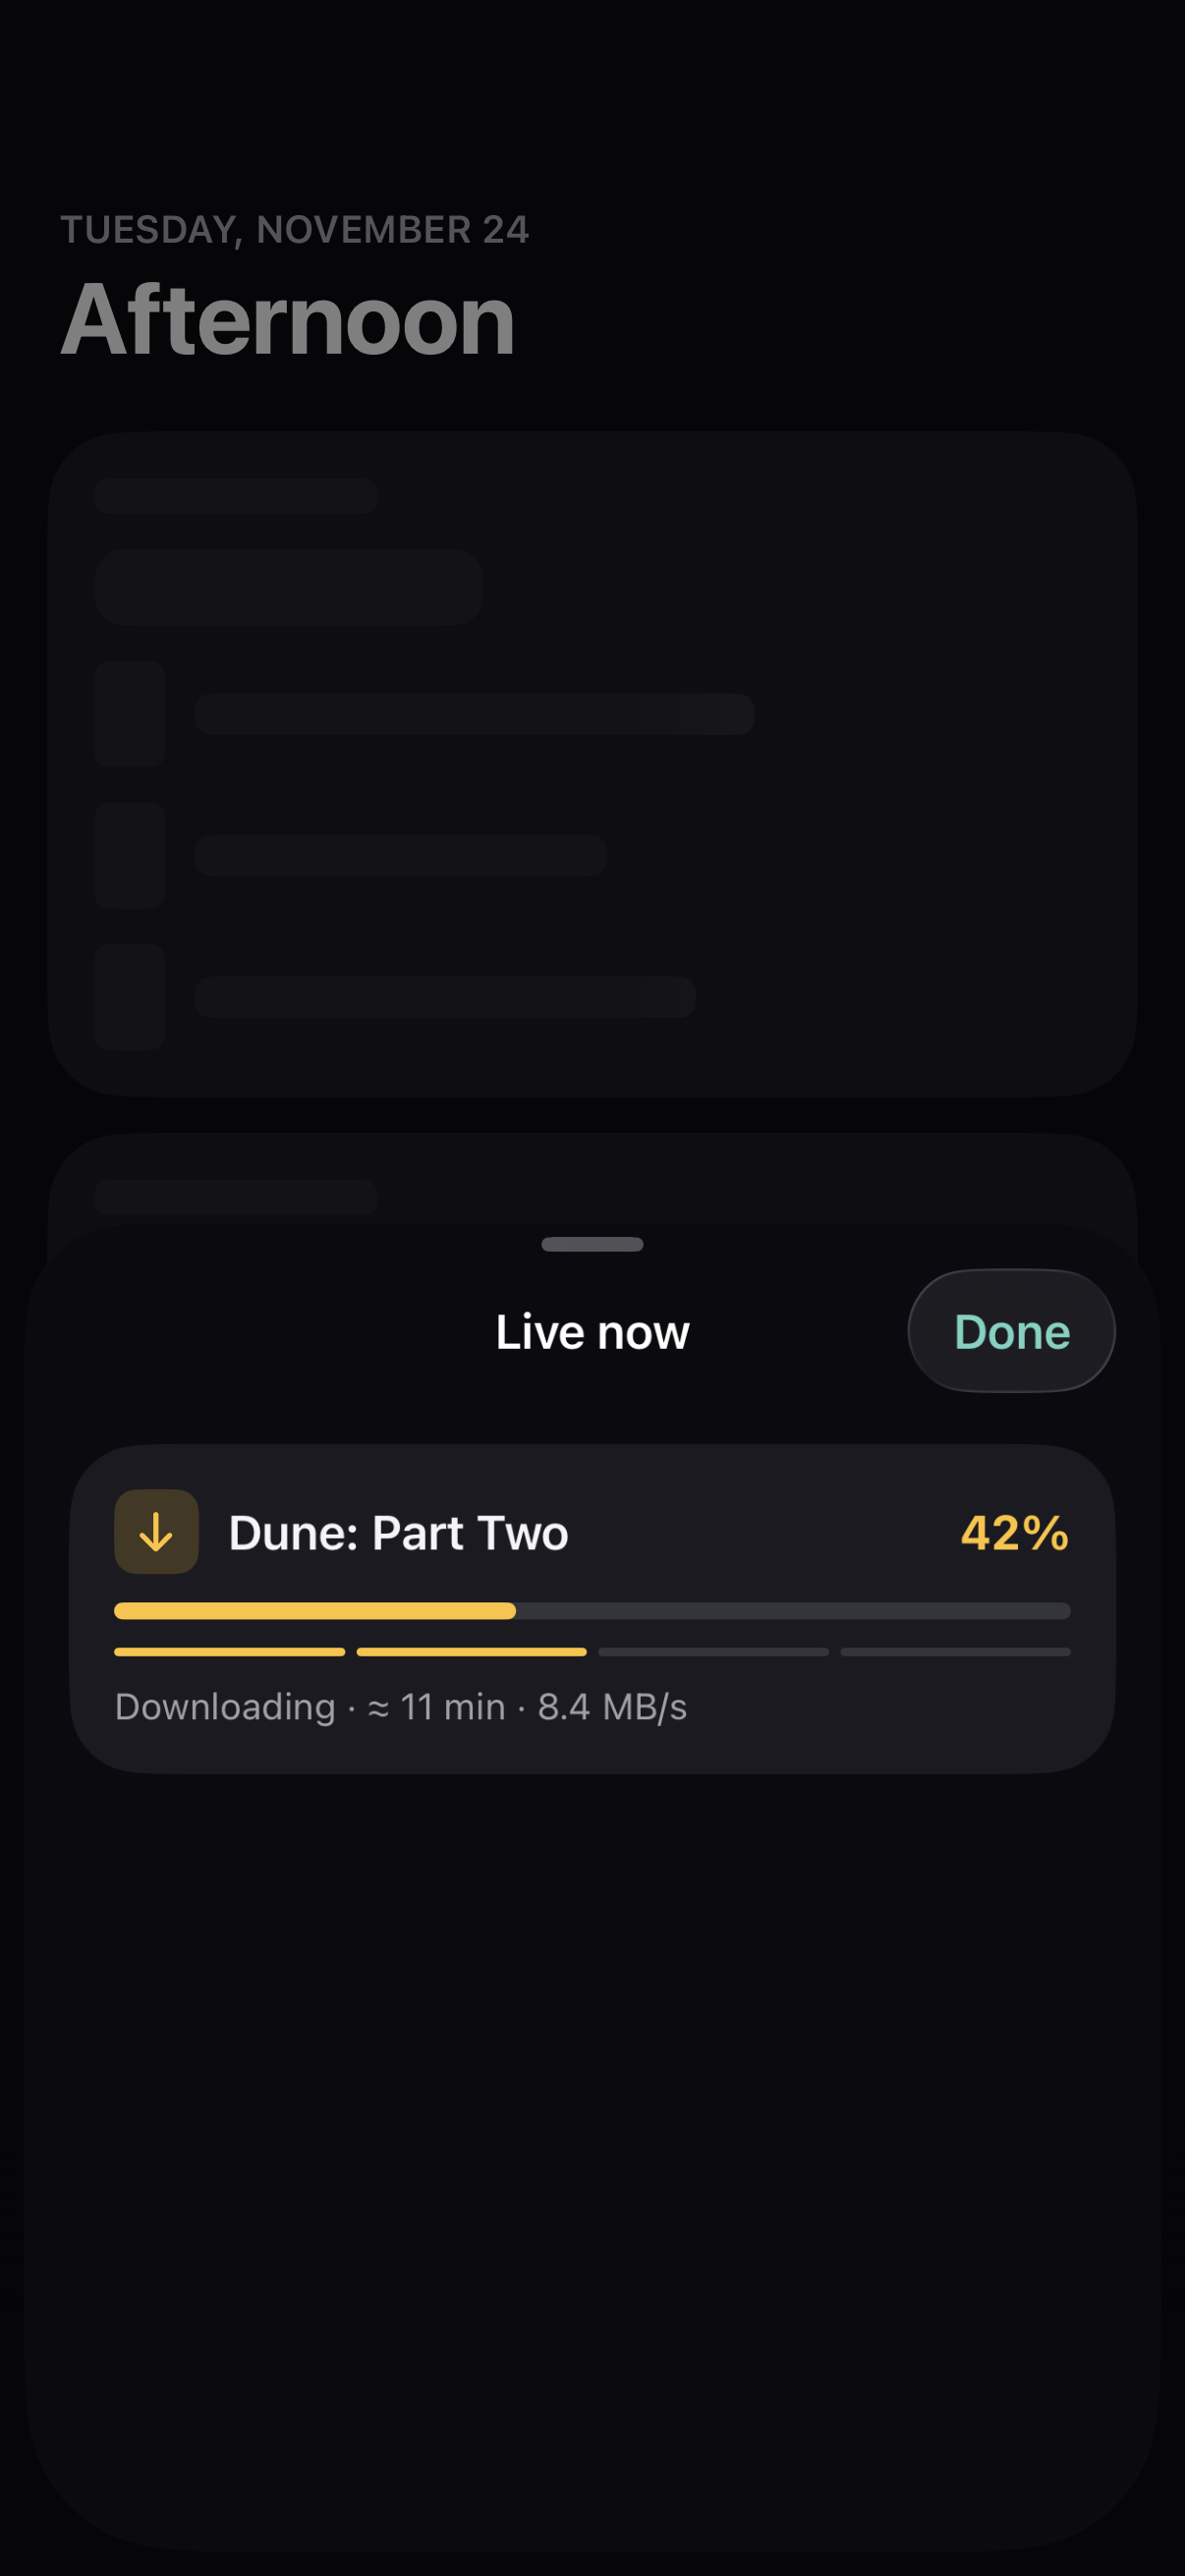 TUESDAY, NOVEMBER 24
Afternoon
Live now
Done
Dune: Part Two
42%
Downloading · ≈ 11 min · 8.4 MB/s